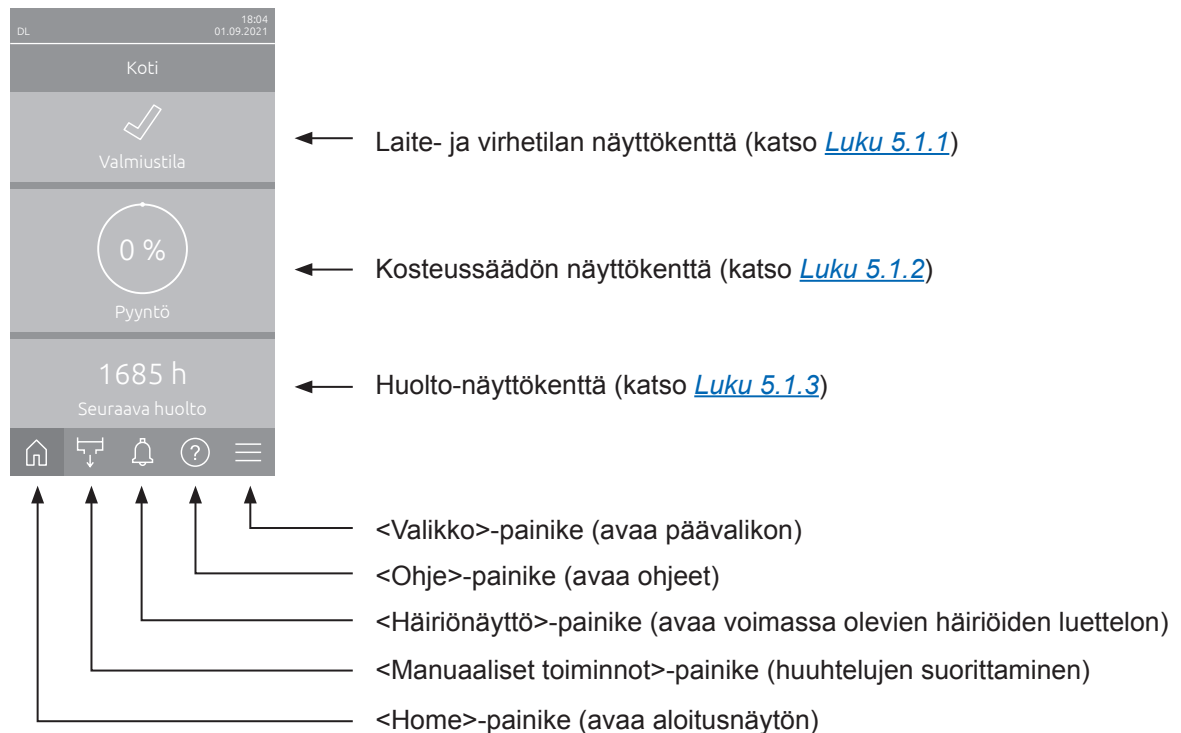 18:04
DL 01.09.2021
Koti
Valmiustila
Laite- ja virhetilan näyttökenttä (katso Luku 5.1.1)
0 %
Pyyntö
Kosteussäädön näyttökenttä (katso Luku 5.1.2)
1685 h
Seuraava huolto
Huolto-näyttökenttä (katso Luku 5.1.3)
?
<Valikko>-painike (avaa päävalikon)
<Ohje>-painike (avaa ohjeet)
<Häiriönäyttö>-painike (avaa voimassa olevien häiriöiden luettelon)
<Manuaaliset toiminnot>-painike (huuhtelujen suorittaminen)
<Home>-painike (avaa aloitusnäytön)